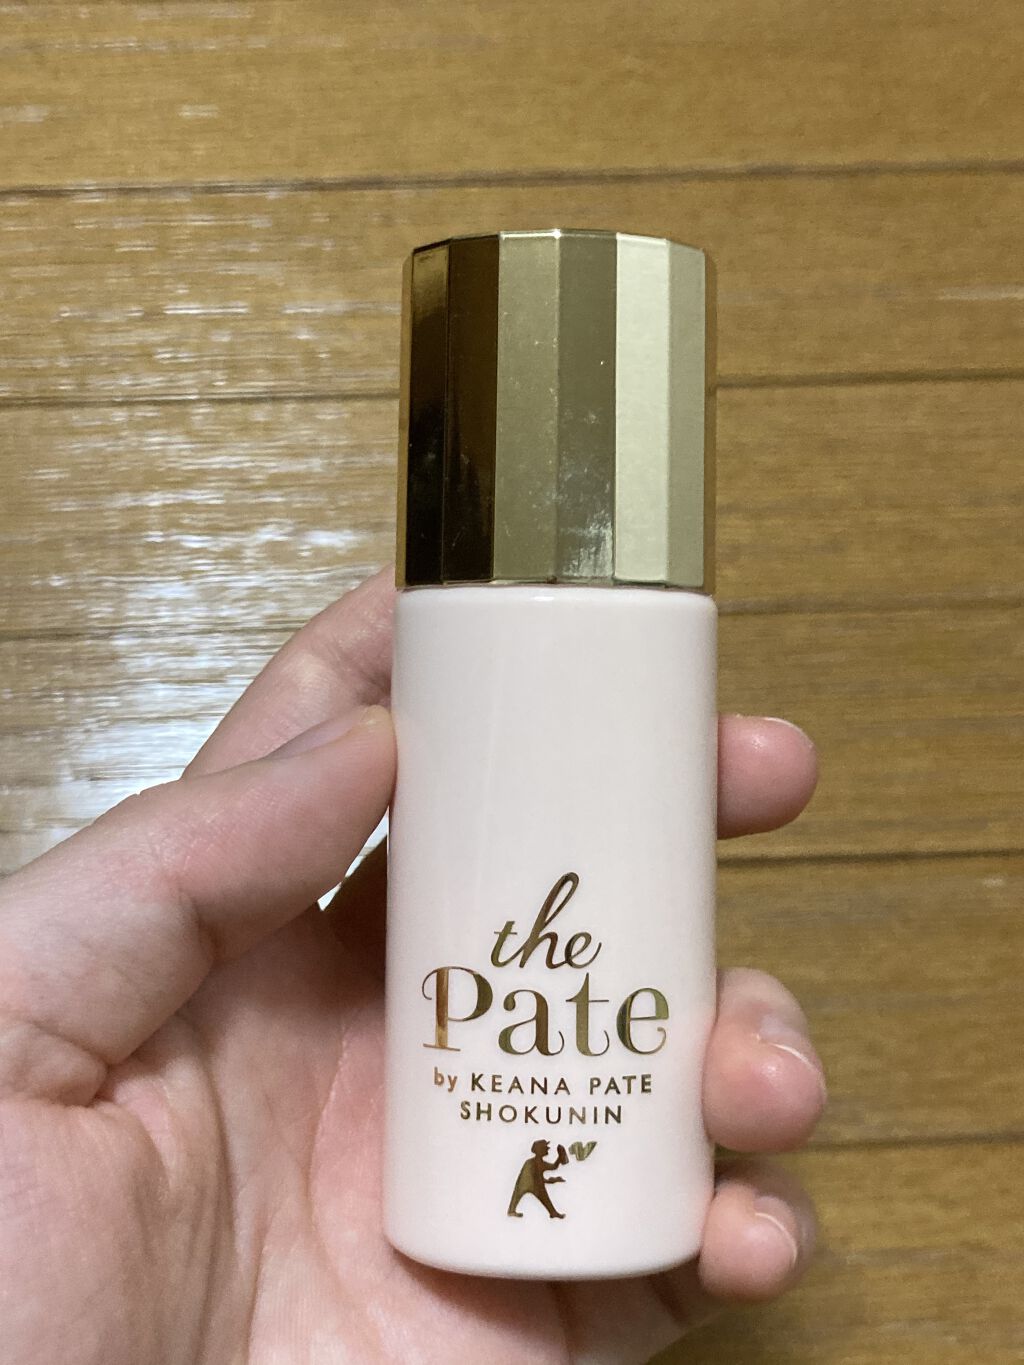 the
Pate
by KEANA PATE
SHOKUNIN